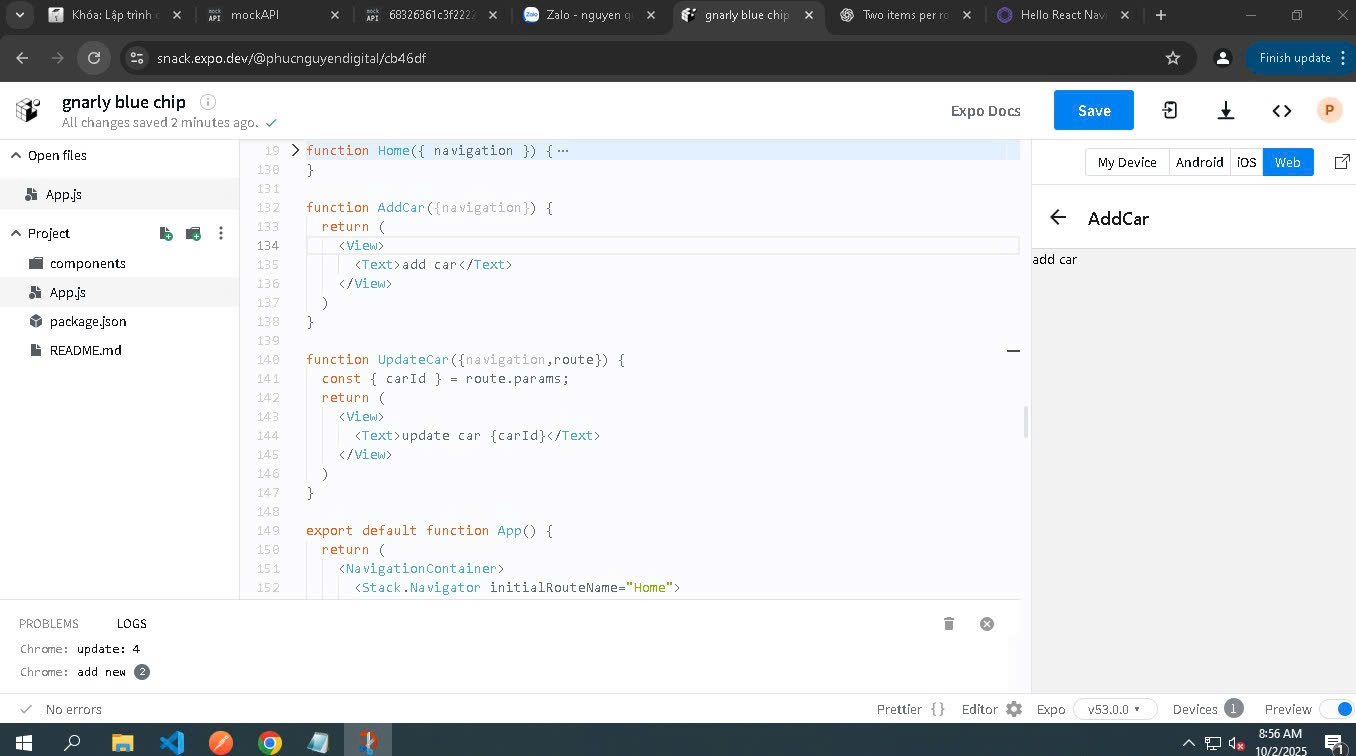 Khóa: Lập trình
mockAPI
68326361c3f2222
Zalo - nguyen q
gnarly blue chip
Two items per ro
Hello React Nav
snack.expo.dev/@phucnguyendigital/cb46df
Finish update
gnarly blue chip
All changes saved 2 minutes ago.
Expo Docs
Save
P
Open files
App.js
Project
components
App.js
package.json
README.md
19 function Home({ navigation }) { ⋯
130 }
131
132 function AddCar({navigation}) {
133 return (
134 <View>
135 <Text>add car</Text>
136 </View>
137 )
138 }
139
140 function UpdateCar({navigation,route}) {
141 const { carId } = route.params;
142 return (
143 <View>
144 <Text>update car {carId}</Text>
145 </View>
146 )
147 }
148
149 export default function App() {
150 return (
151 <NavigationContainer>
152 <Stack.Navigator initialRouteName="Home">
My Device
Android
iOS
Web
AddCar
add car
PROBLEMS
LOGS
Chrome: update: 4
Chrome: add new 2
No errors
Prettier { }
Editor
Expo
v53.0.0
Devices 1
Preview
8:56 AM
10/2/2025
1